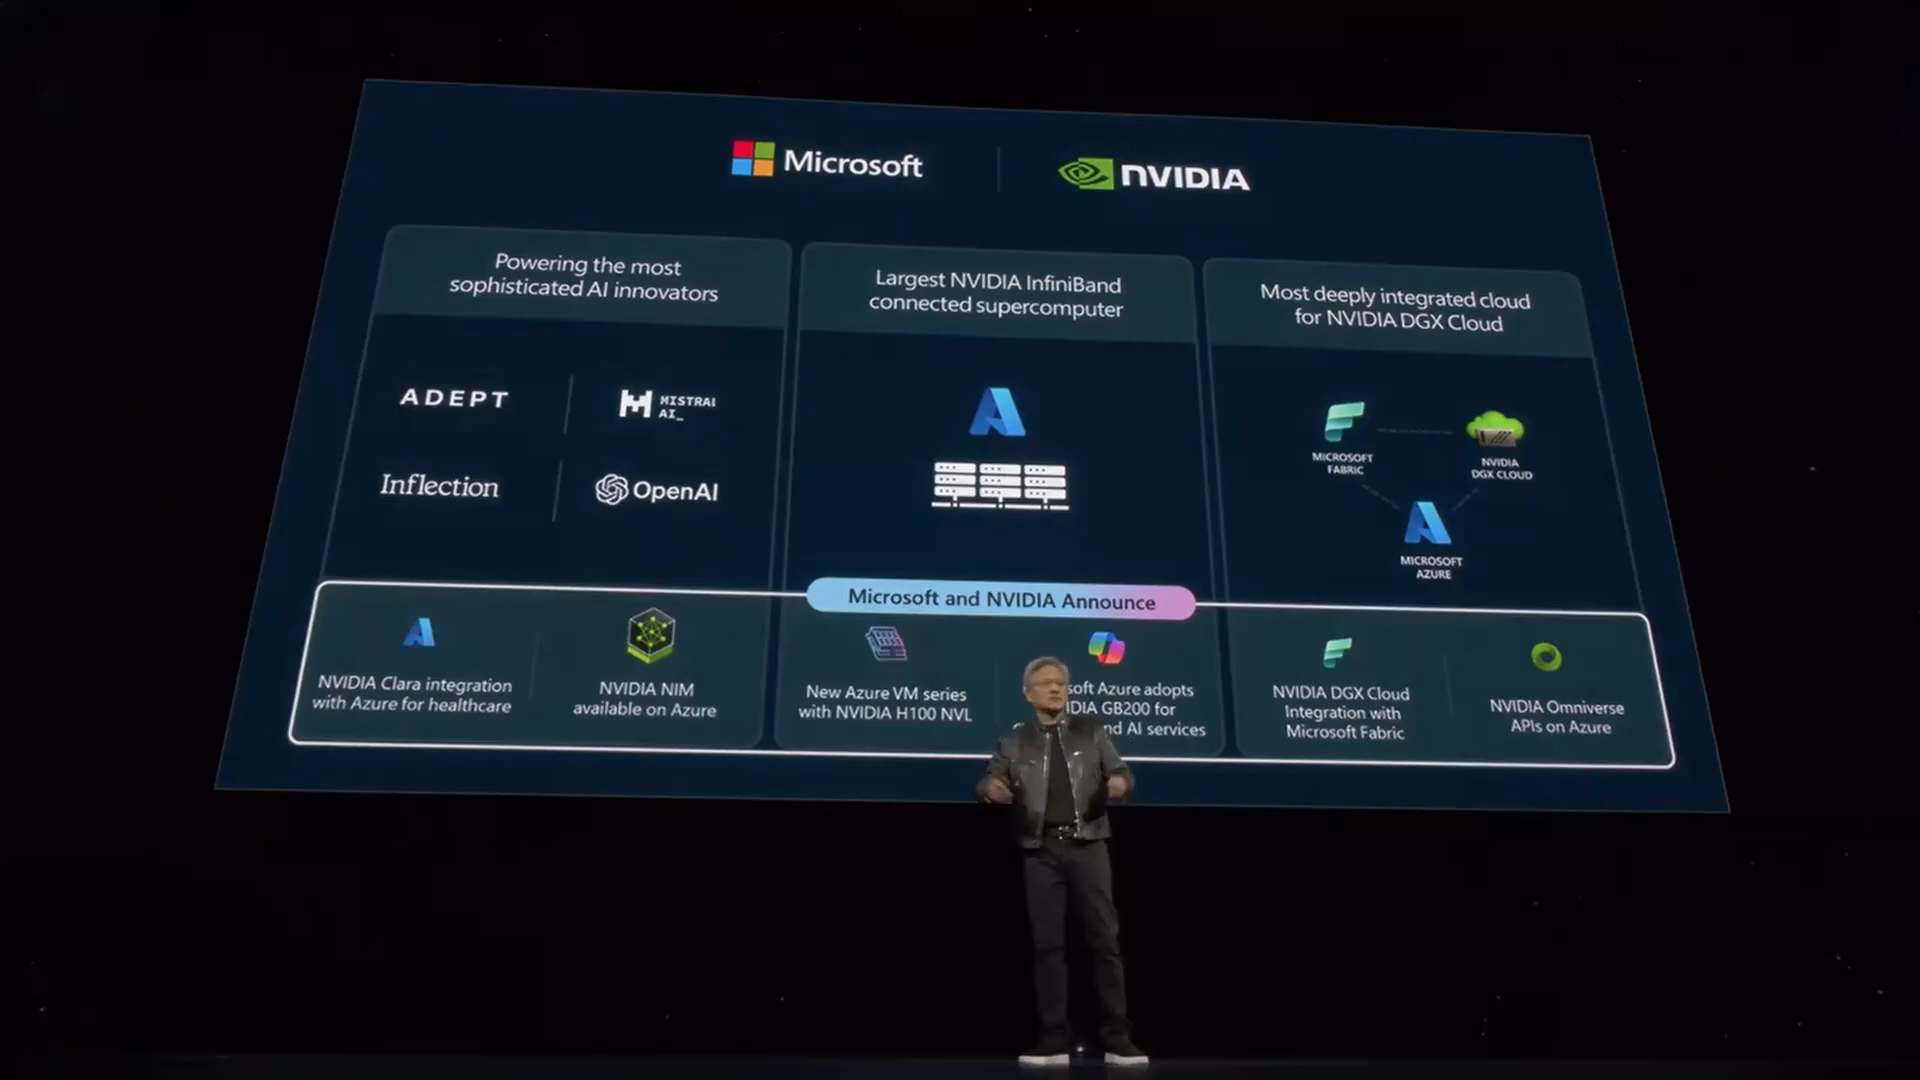 Microsoft
NVIDIA
Powering the most
sophisticated AI innovators
ADEPT
MISTRAL
AI_
Inflection
OpenAI
Largest NVIDIA InfiniBand
connected supercomputer
Most deeply integrated cloud
for NVIDIA DGX Cloud
MICROSOFT
FABRIC
NVIDIA
DGX CLOUD
MICROSOFT
AZURE
Microsoft and NVIDIA Announce
NVIDIA Clara integration
with Azure for healthcare
NVIDIA NIM
available on Azure
New Azure VM series
with NVIDIA H100 NVL
Azure adopts
GB200 for
AI services
NVIDIA DGX Cloud
Integration with
Microsoft Fabric
NVIDIA Omniverse
APIs on Azure